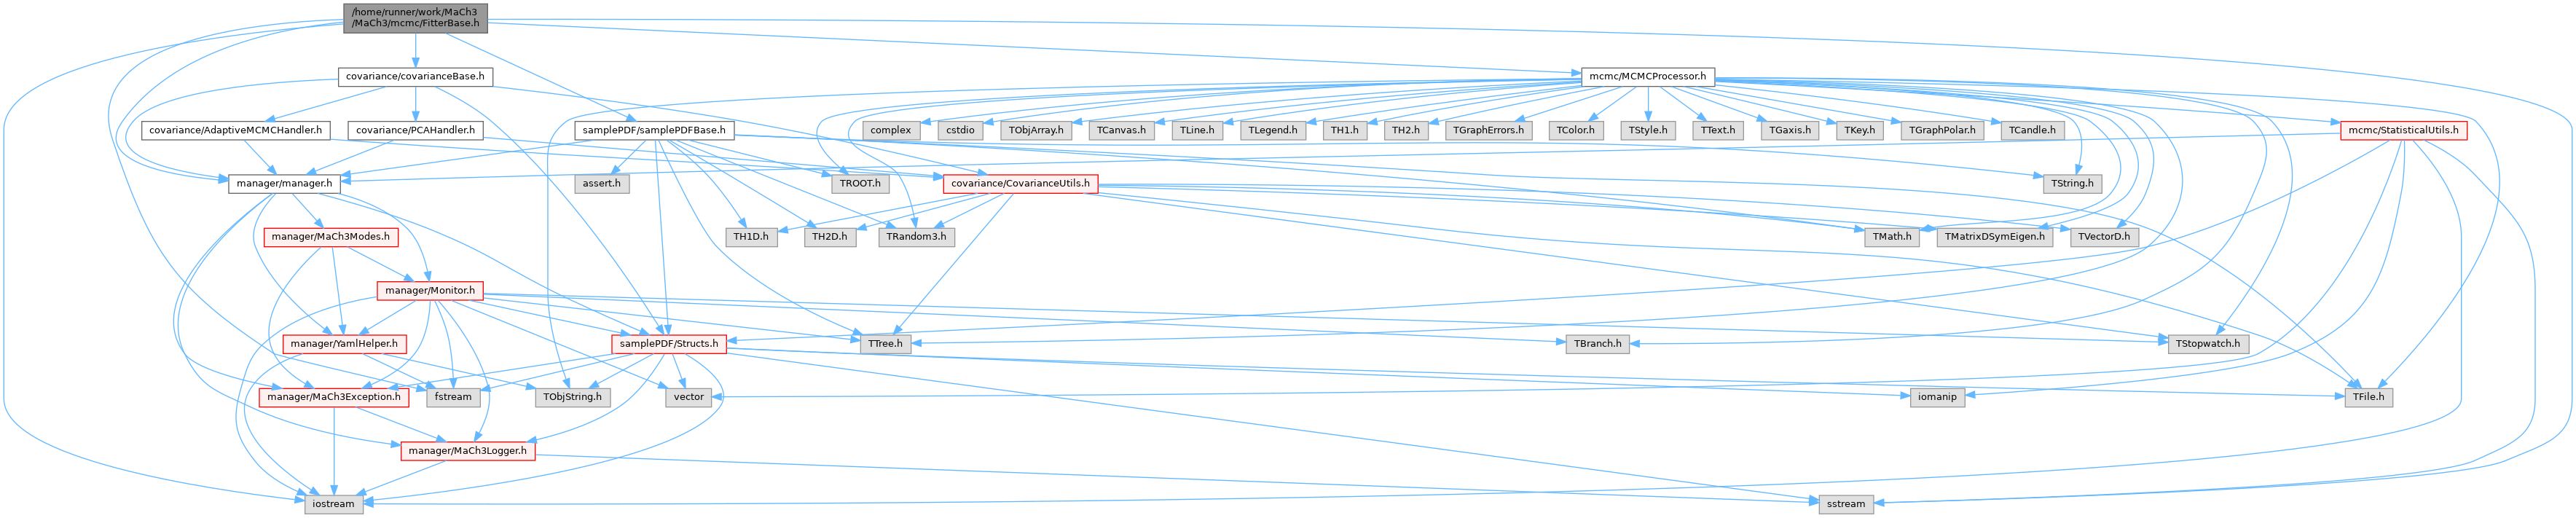 /home/runner/work/MaCh3
/MaCh3/mcmc/FitterBase.h
covariance/covarianceBase.h
mcmc/MCMCProcessor.h
covariance/AdaptiveMCMCHandler.h
covariance/PCAHandler.h
samplePDF/samplePDFBase.h
complex
cstdio
TObjArray.h
TCanvas.h
TLine.h
TLegend.h
TH1.h
TH2.h
TGraphErrors.h
TColor.h
TStyle.h
TText.h
TGaxis.h
TKey.h
TGraphPolar.h
TCandle.h
mcmc/StatisticalUtils.h
manager/manager.h
assert.h
TROOT.h
covariance/CovarianceUtils.h
TString.h
manager/MaCh3Modes.h
TH1D.h
TH2D.h
TRandom3.h
TMath.h
TMatrixDSymEigen.h
TVectorD.h
manager/Monitor.h
manager/YamlHelper.h
samplePDF/Structs.h
TTree.h
TBranch.h
TStopwatch.h
manager/MaCh3Exception.h
fstream
TObjString.h
vector
iomanip
TFile.h
manager/MaCh3Logger.h
iostream
sstream